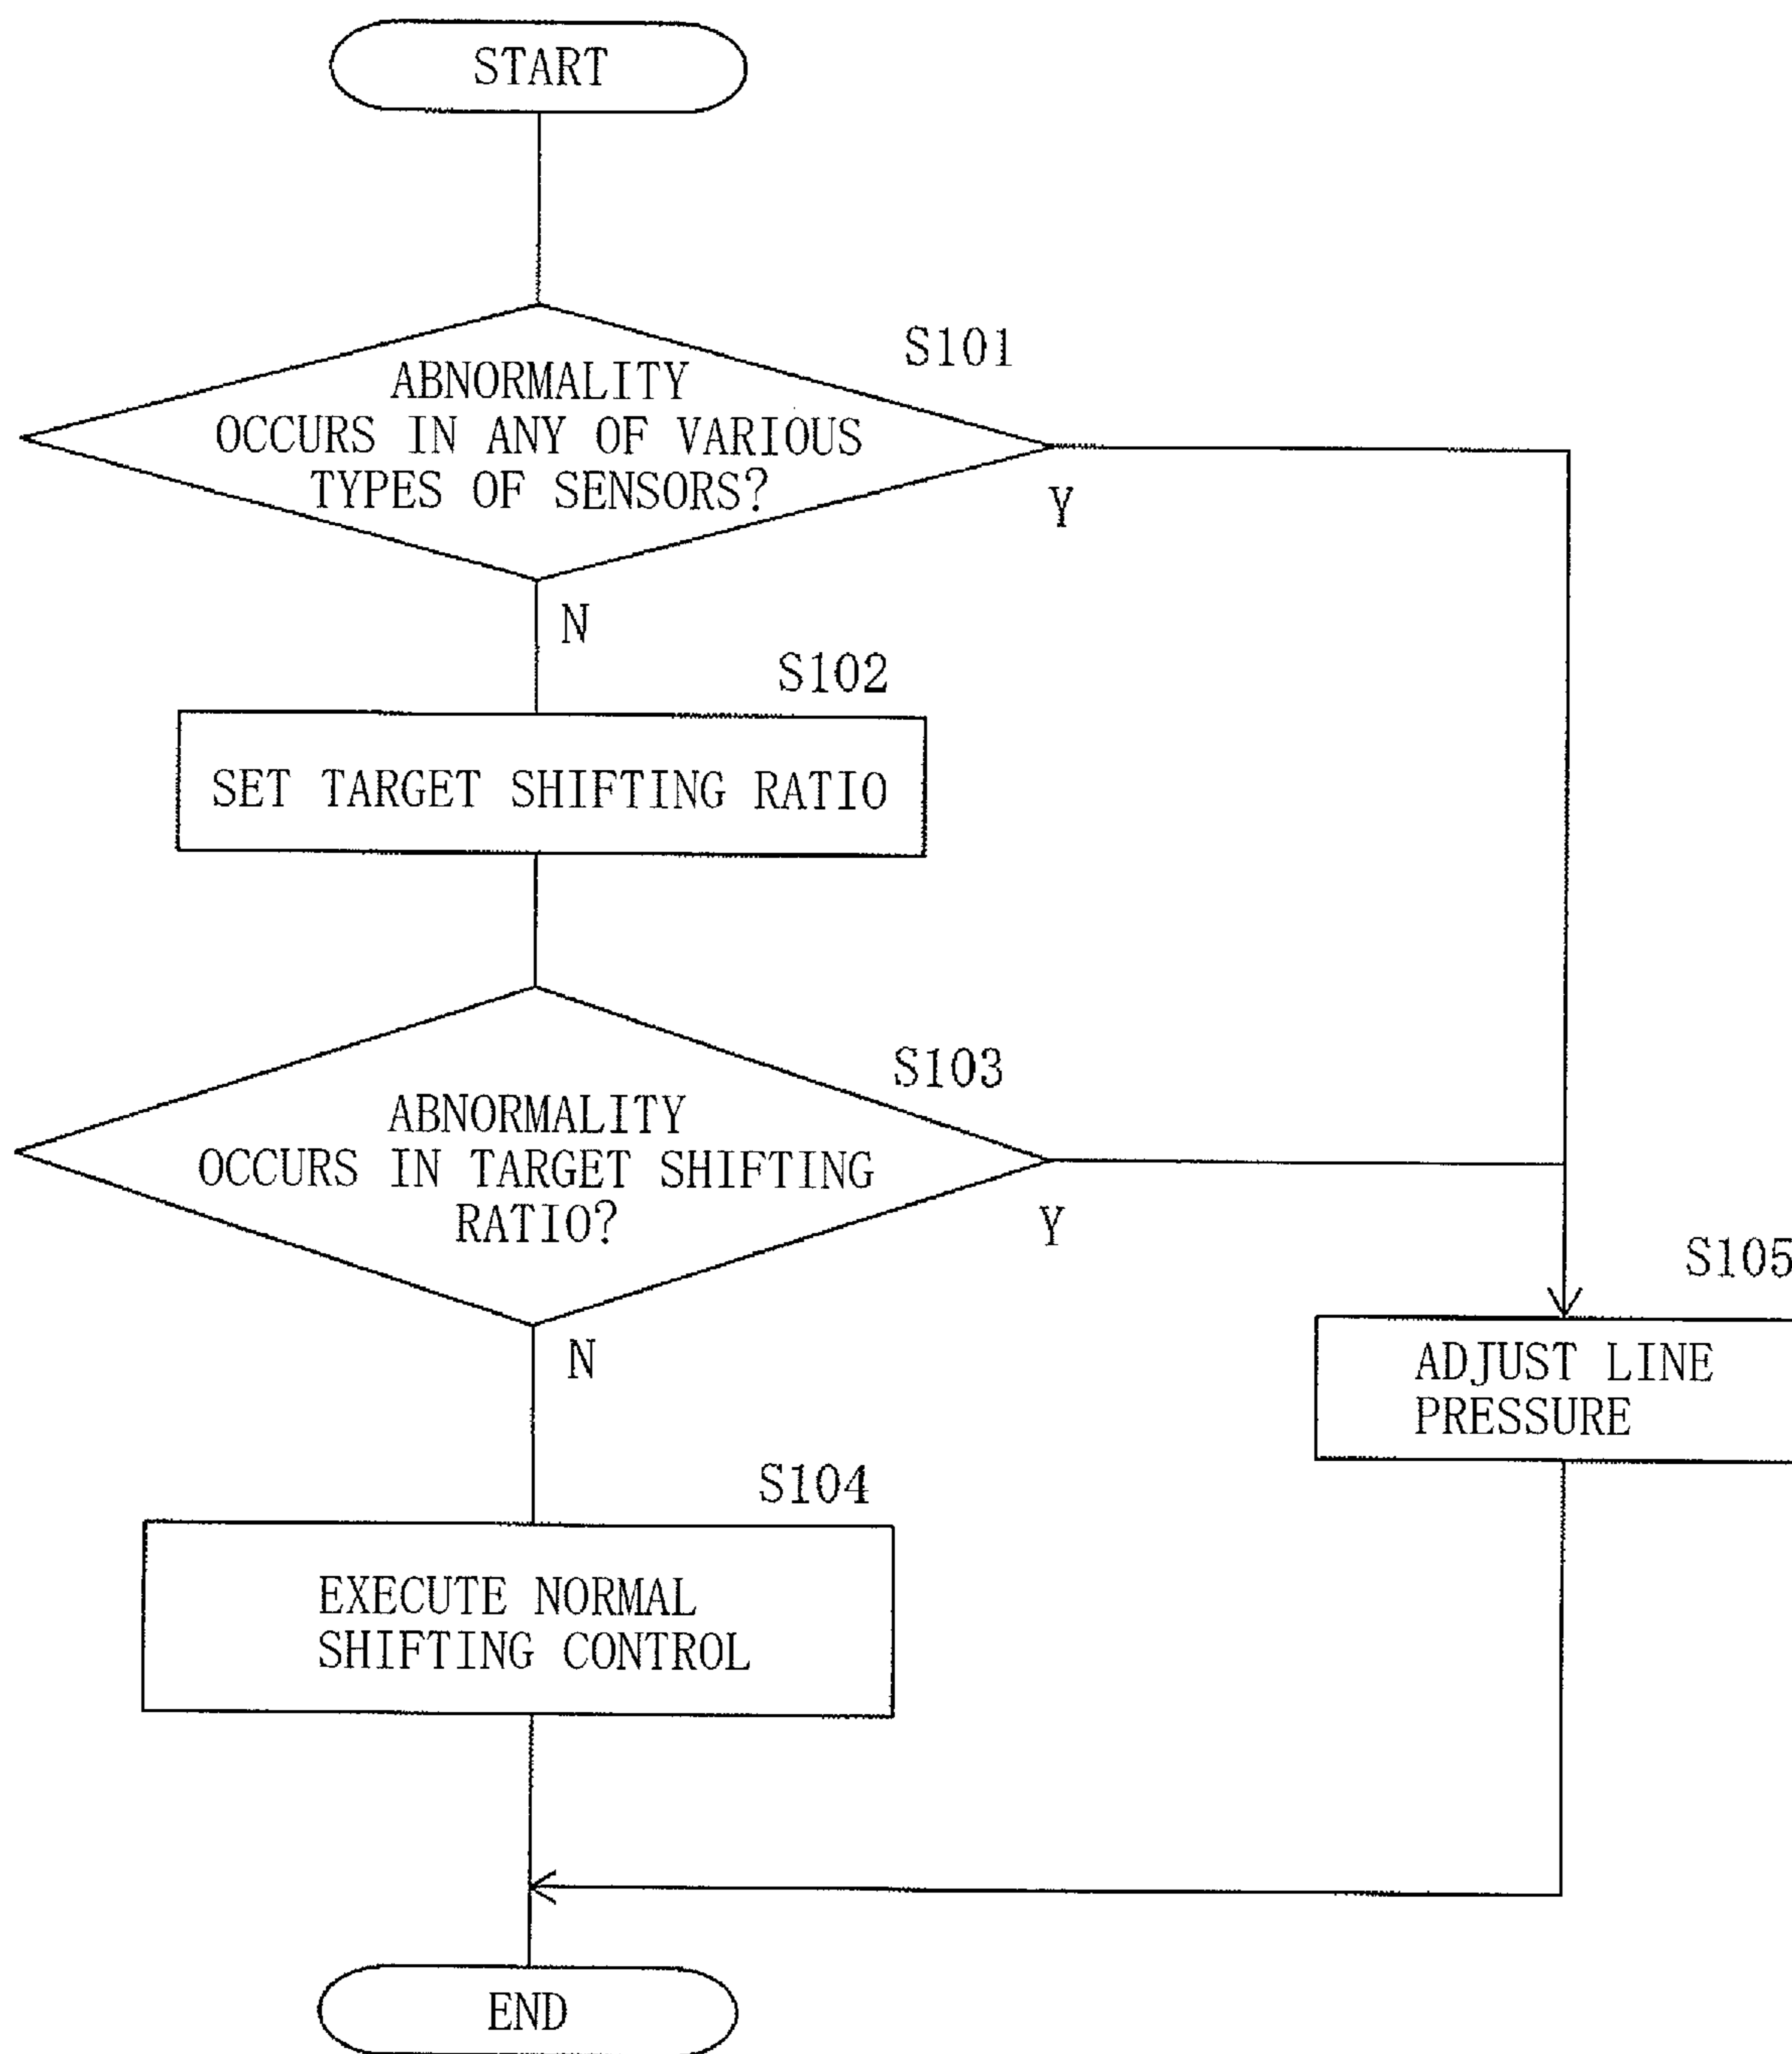 START
S101
ABNORMALITY
OCCURS IN ANY OF VARIOUS
TYPES OF SENSORS?
Y
N
S102
SET TARGET SHIFTING RATIO
S103
ABNORMALITY
OCCURS IN TARGET SHIFTING
RATIO?
Y
N
S105
ADJUST LINE
PRESSURE
S104
EXECUTE NORMAL
SHIFTING CONTROL
END